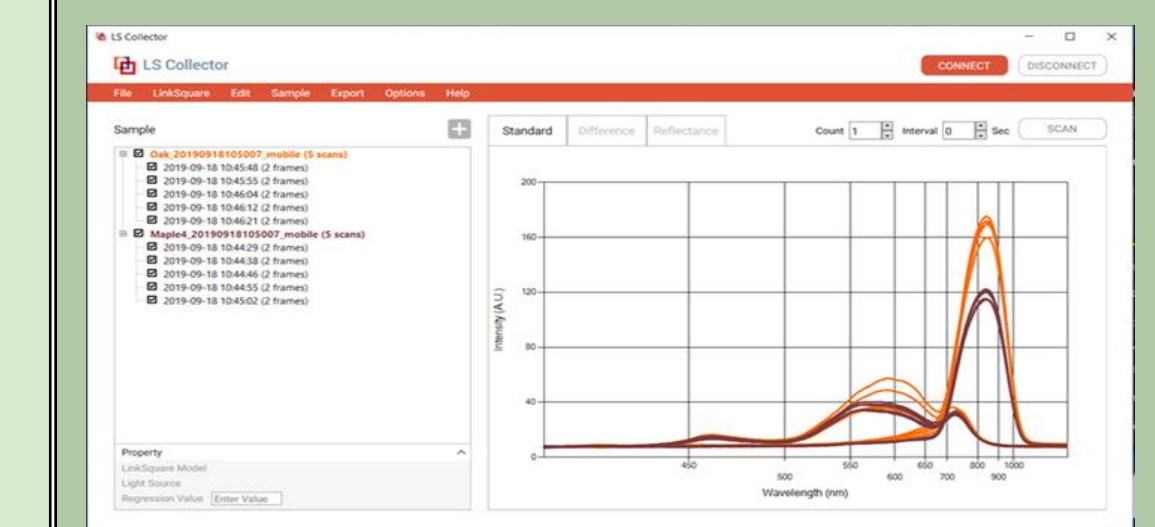 LS Collector
LS Collector
CONNECT
DISCONNECT
File LinkSquare Edit Sample Export Options Help
Sample
Standard Difference Reflectance Count 1 Interval 0 Sec SCAN
Oak_20190918105007_mobile (5 scans)
2019-09-18 10:45:48 (2 frames)
2019-09-18 10:45:55 (2 frames)
2019-09-18 10:46:04 (2 frames)
2019-09-18 10:46:12 (2 frames)
2019-09-18 10:46:21 (2 frames)
Maple4_20190918105007_mobile (5 scans)
2019-09-18 10:44:29 (2 frames)
2019-09-18 10:44:38 (2 frames)
2019-09-18 10:44:46 (2 frames)
2019-09-18 10:44:55 (2 frames)
2019-09-18 10:45:02 (2 frames)
Property
LinkSquare Model
Light Source
Regression Value Enter Value
Intensity (A.U.)
200
160
120
80
40
0
450 550 650 800 1000
500 600 700 900
Wavelength (nm)